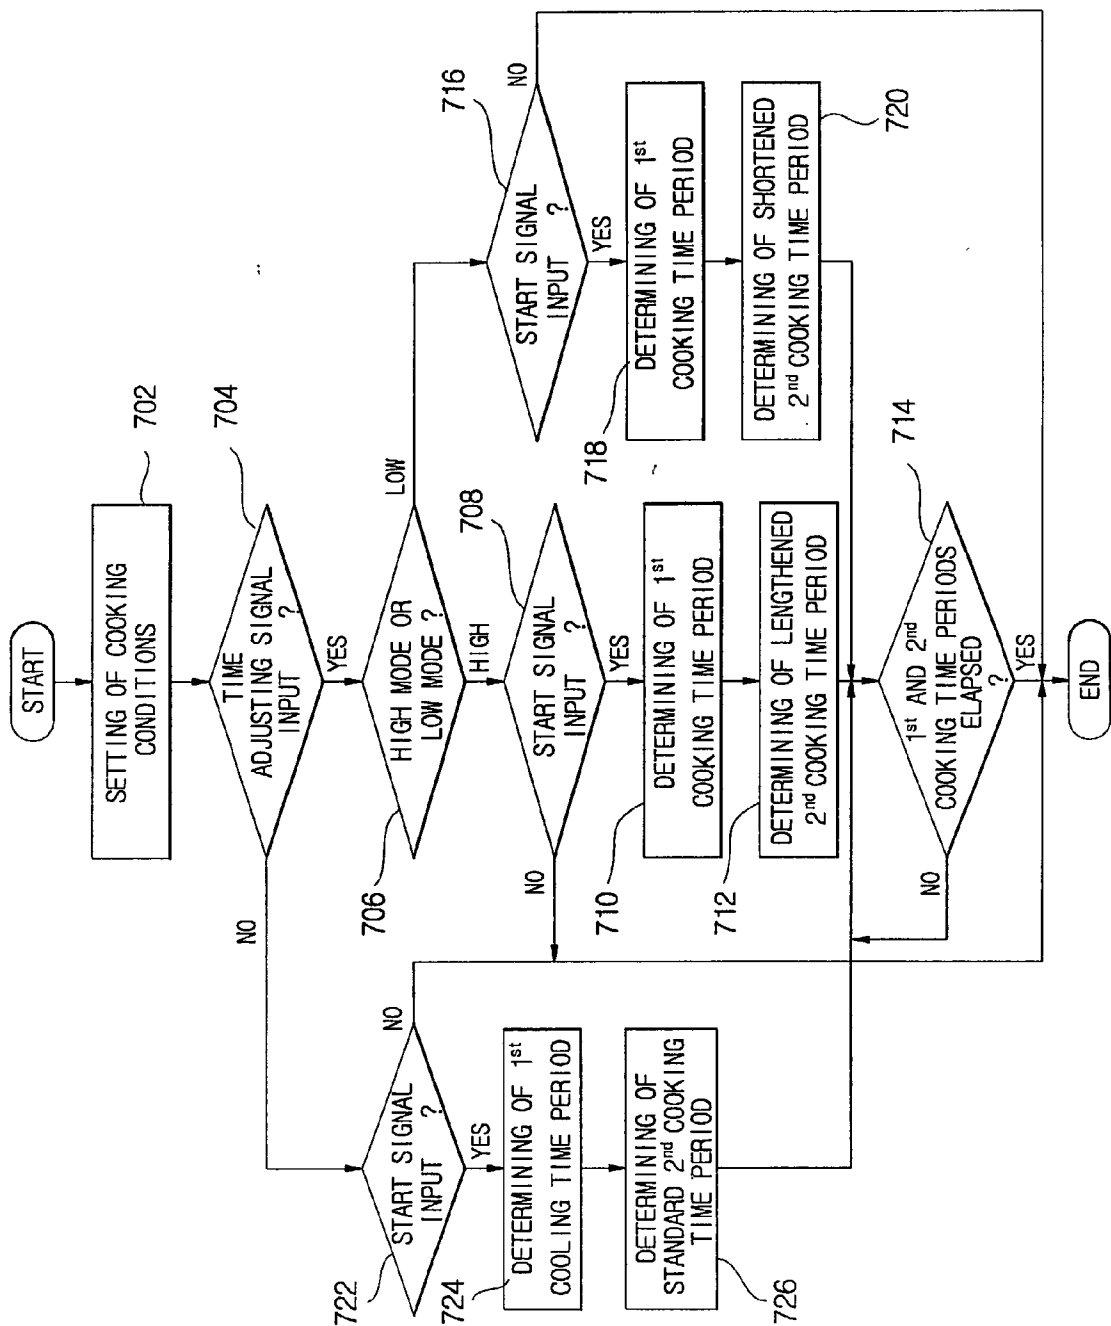 START
SETTING OF COOKING
CONDITIONS
702
TIME
ADJUSTING SIGNAL
INPUT ?
704
NO
YES
HIGH MODE OR
LOW MODE ?
706
LOW
HIGH
START SIGNAL
INPUT ?
708
NO
YES
DETERMINING OF 1st
COOKING TIME PERIOD
710
DETERMINING OF LENGTHENED
2nd COOKING TIME PERIOD
712
START SIGNAL
INPUT ?
716
NO
YES
DETERMINING OF 1st
COOKING TIME PERIOD
718
DETERMINING OF SHORTENED
2nd COOKING TIME PERIOD
720
START SIGNAL
INPUT ?
722
NO
YES
DETERMINING OF 1st
COOLING TIME PERIOD
724
DETERMINING OF
STANDARD 2nd COOKING
TIME PERIOD
726
1st AND 2nd
COOKING TIME PERIODS
ELAPSED
?
714
NO
YES
END